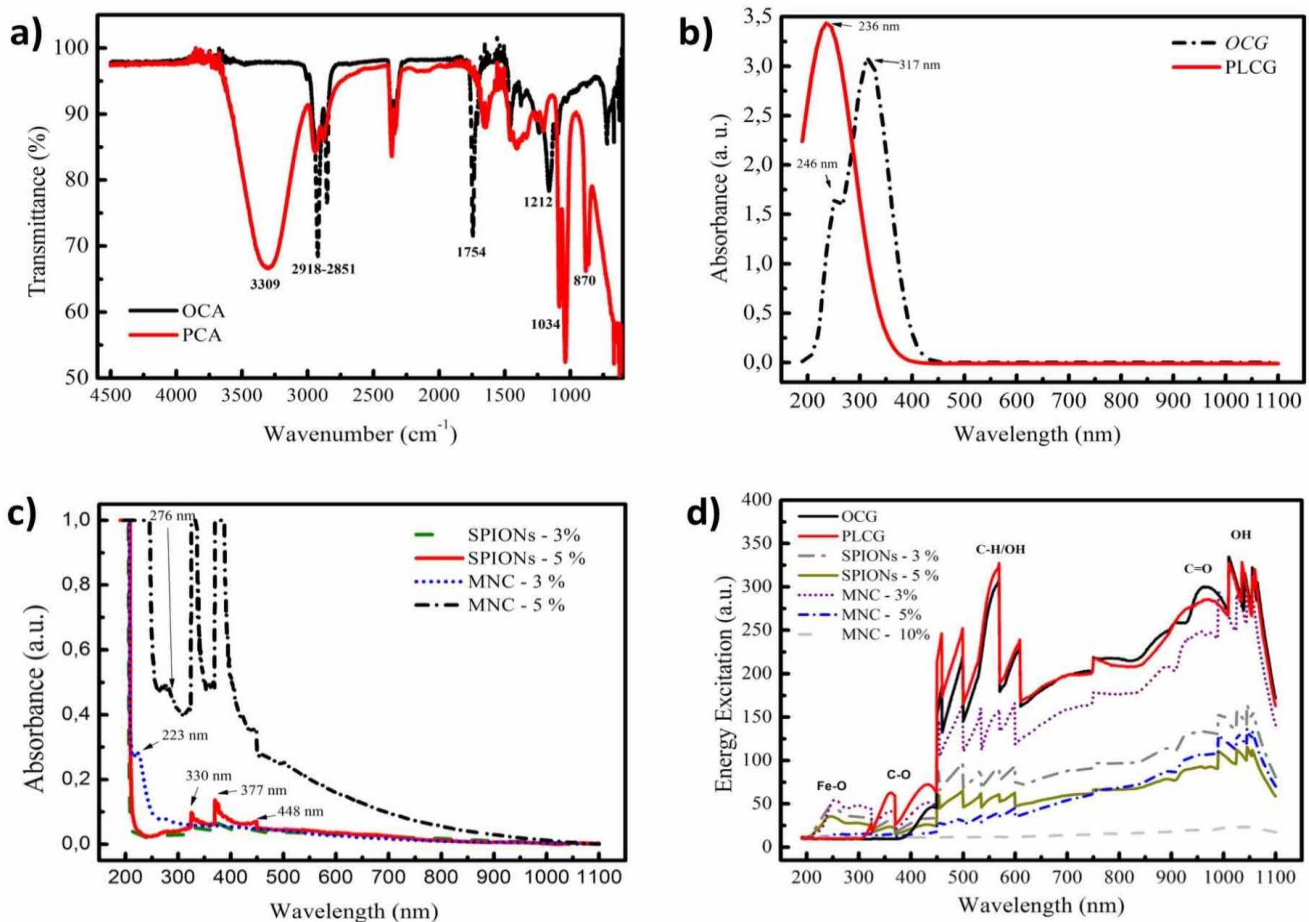 a)
100
90
80
70
60
50
Transmittance (%)
3309
2918-2851
1754
1212
1034
870
OCA
PCA
4500 4000 3500 3000 2500 2000 1500 1000
Wavenumber (cm-1)
b)
3,5
3,0
2,5
2,0
1,5
1,0
0,5
0,0
Absorbance (a. u.)
236 nm
317 nm
246 nm
OCG
PLCG
200 300 400 500 600 700 800 900 1000 1100
Wavelength (nm)
c)
1,0
0,8
0,6
0,4
0,2
0,0
Absorbance (a.u.)
276 nm
223 nm
330 nm
377 nm
448 nm
SPIONs - 3%
SPIONs - 5 %
MNC - 3 %
MNC - 5 %
200 300 400 500 600 700 800 900 1000 1100
Wavelength (nm)
d)
400
350
300
250
200
150
100
50
0
Energy Excitation (a.u.)
OCG
PLCG
SPIONs - 3 %
SPIONs - 5 %
MNC - 3%
MNC - 5%
MNC - 10%
Fe-O
C-O
C-H/OH
C=O
OH
200 300 400 500 600 700 800 900 1000 1100
Wavelength (nm)